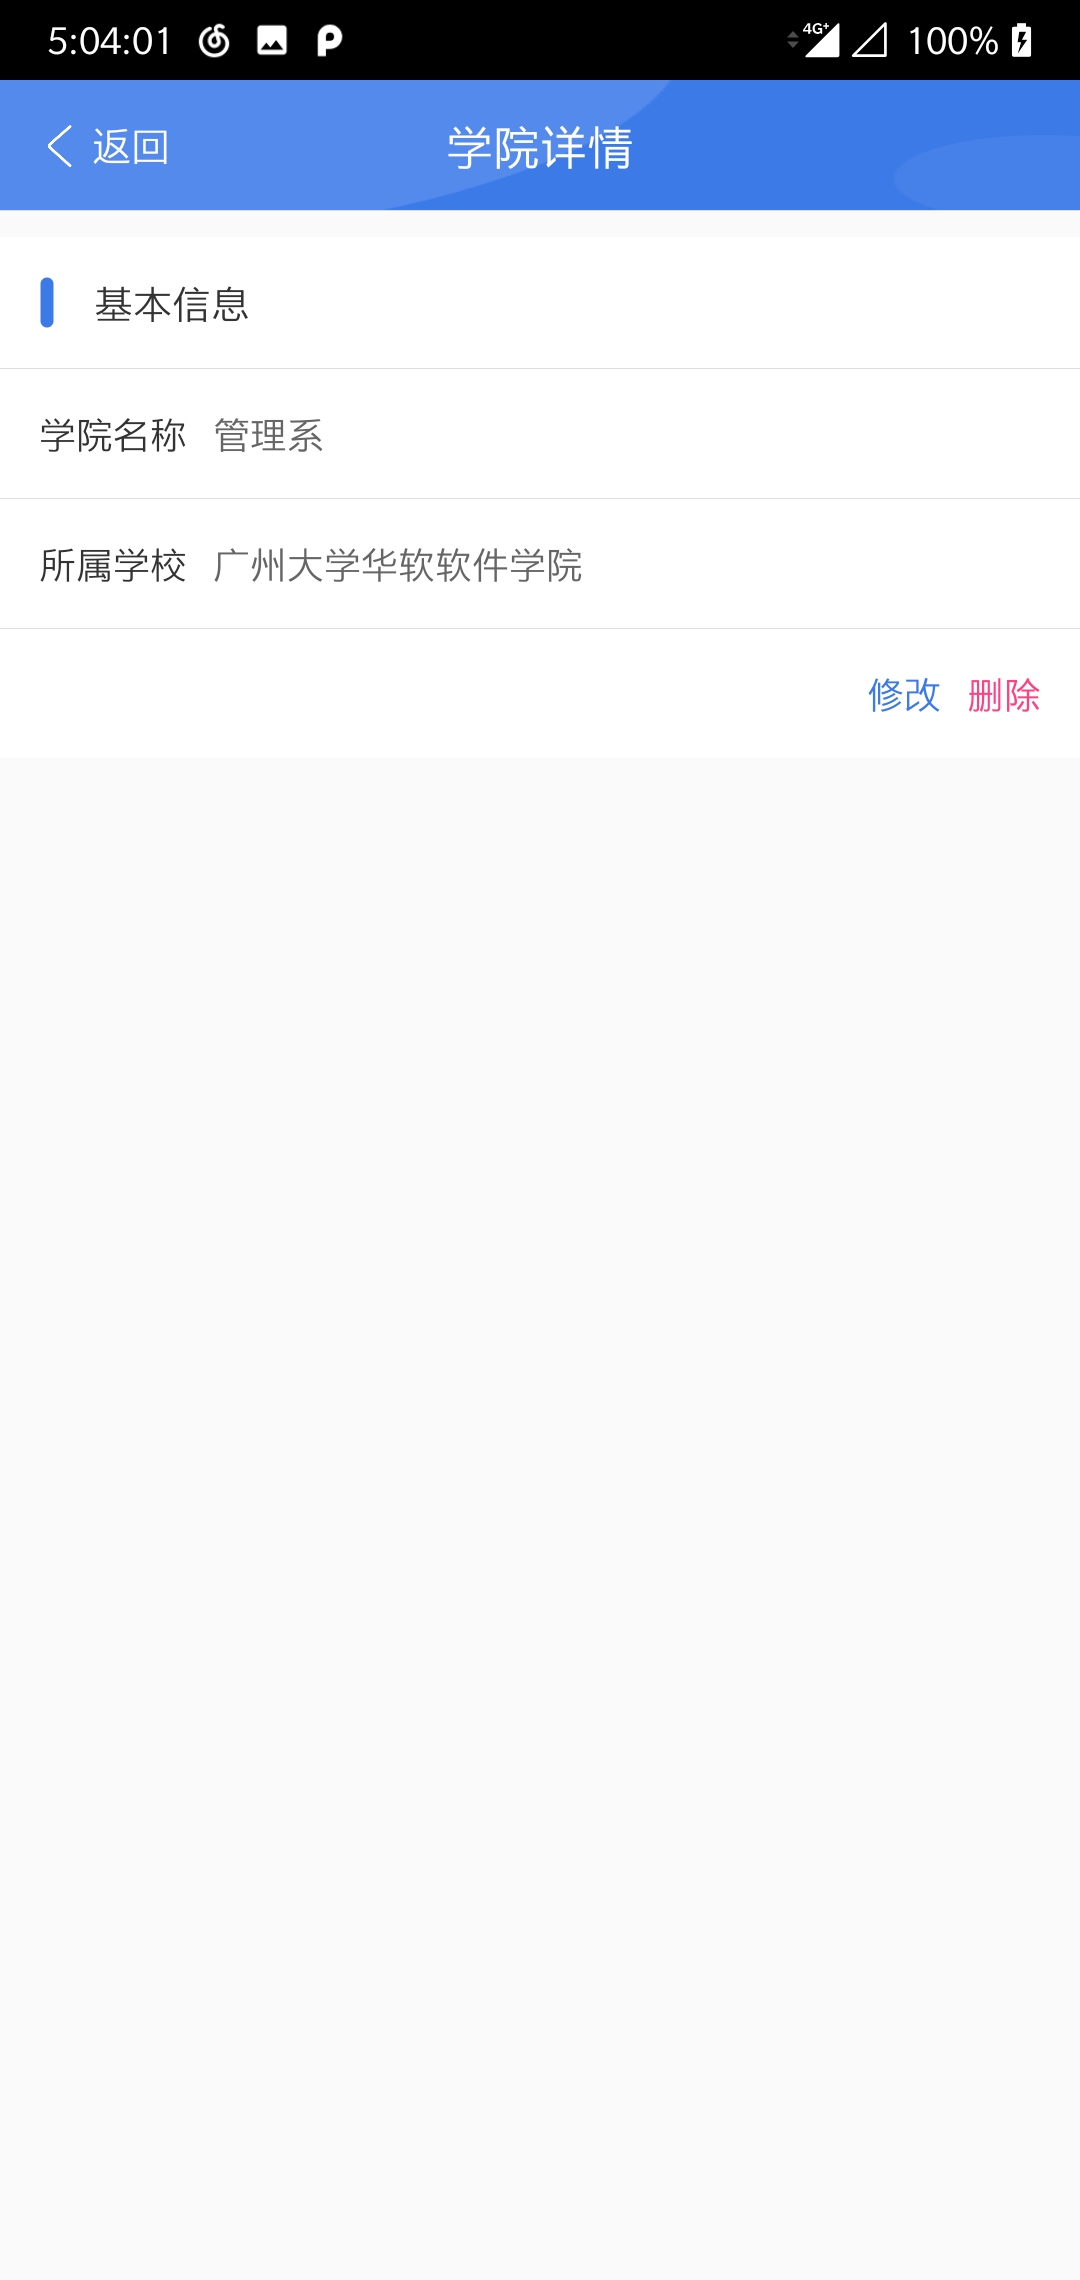 5:04:01 4G+ 100%
返回 学院详情
基本信息
学院名称 管理系
所属学校 广州大学华软软件学院
修改 删除